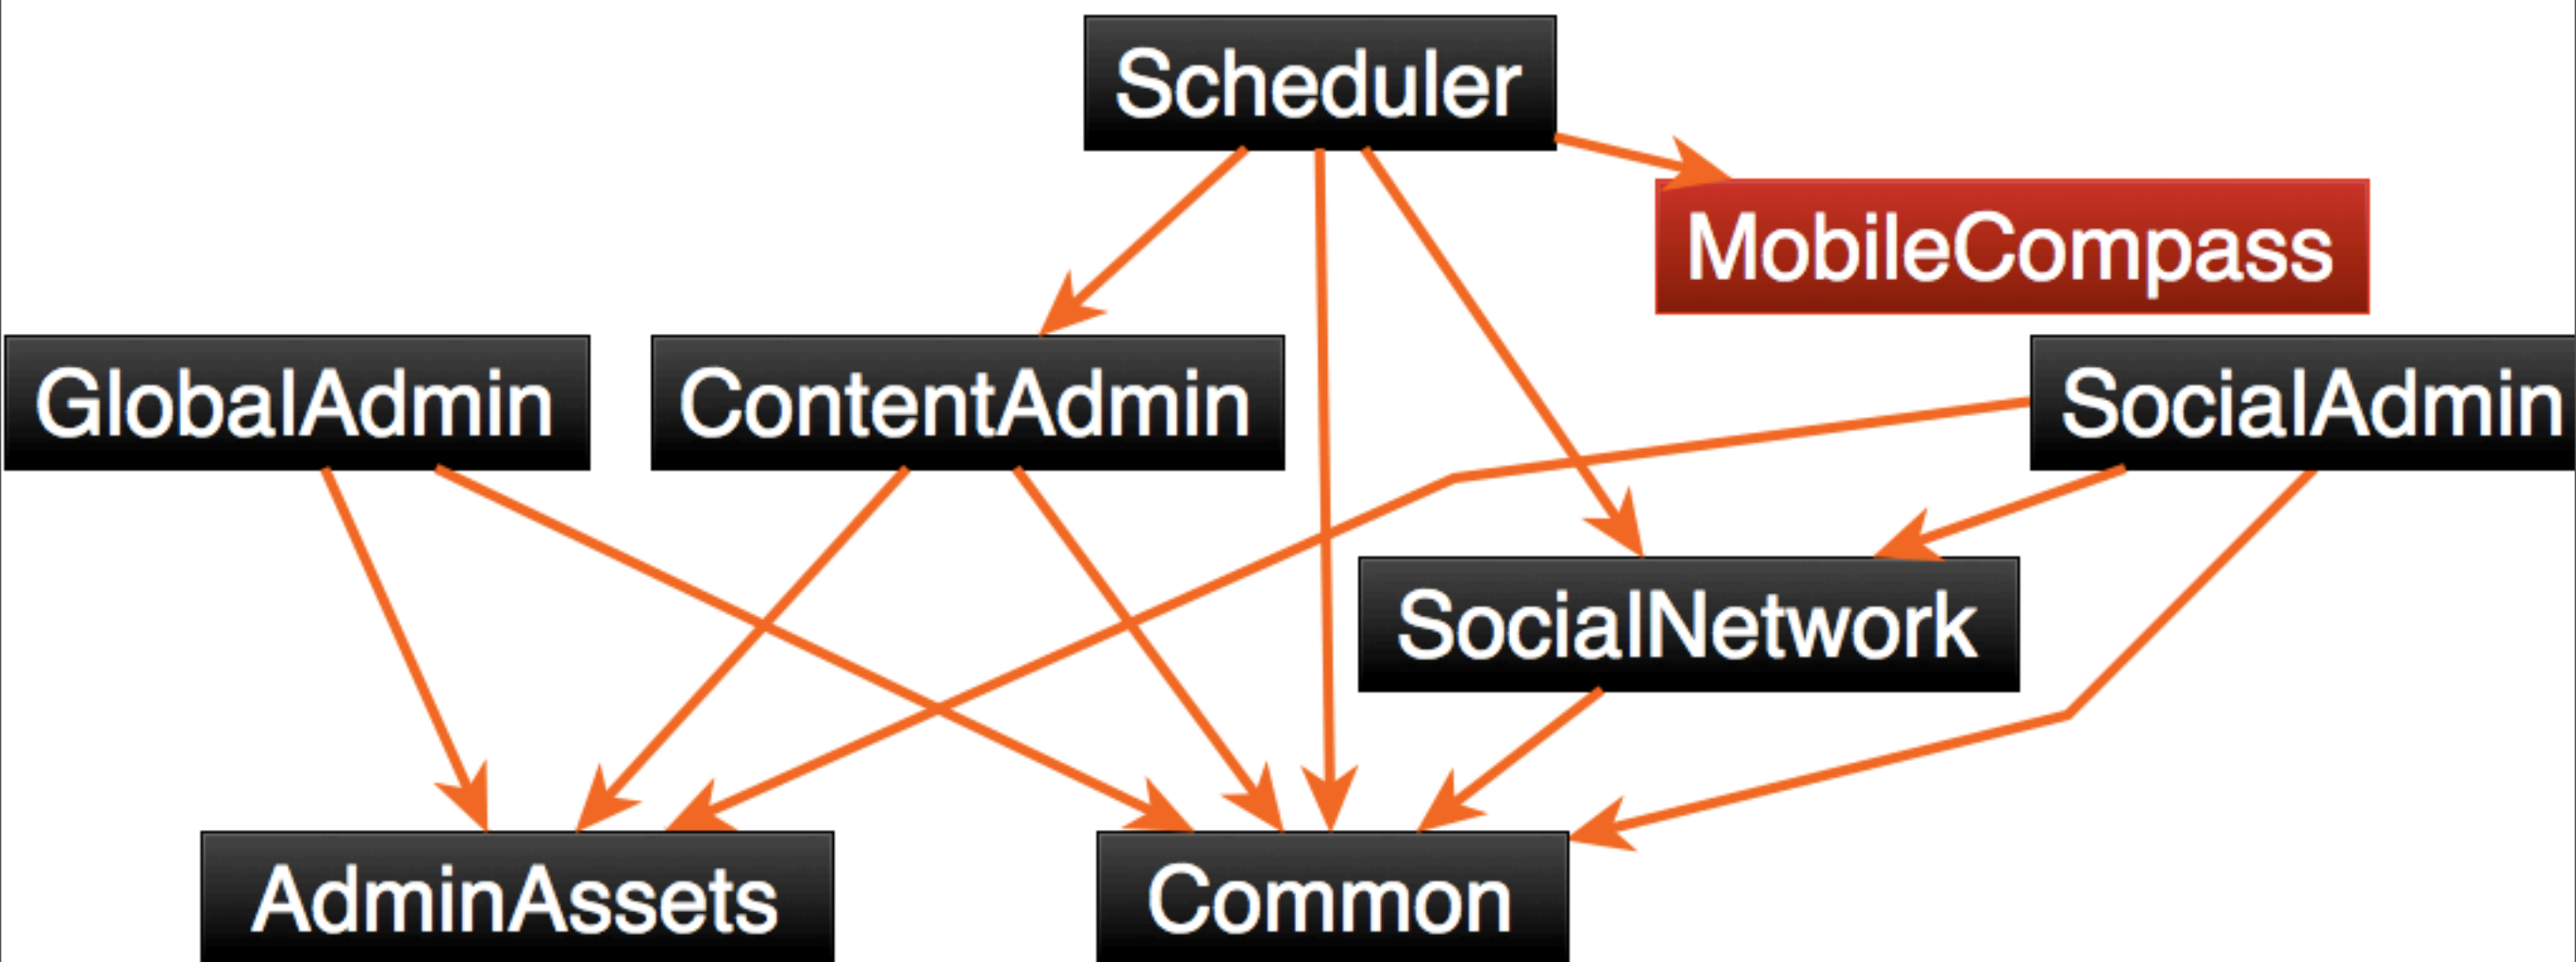 Scheduler
MobileCompass
GlobalAdmin
ContentAdmin
SocialAdmin
SocialNetwork
AdminAssets
Common